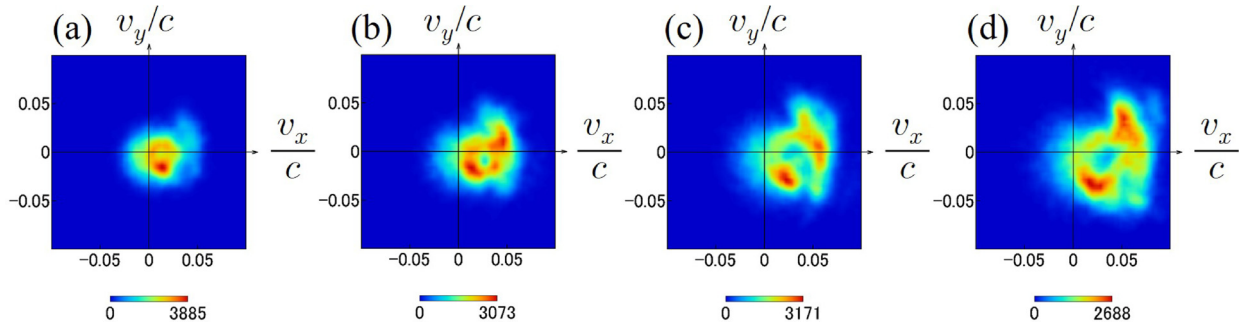 (a) v_y/c (b) v_y/c (c) v_y/c (d) v_y/c
0.05 0.05 0.05 0.05
v_x/c v_x/c v_x/c v_x/c
0 0 0 0
−0.05 −0.05 −0.05 −0.05
−0.05 0 0.05 −0.05 0 0.05 −0.05 0 0.05 −0.05 0 0.05
0 3885 0 3073 0 3171 0 2688